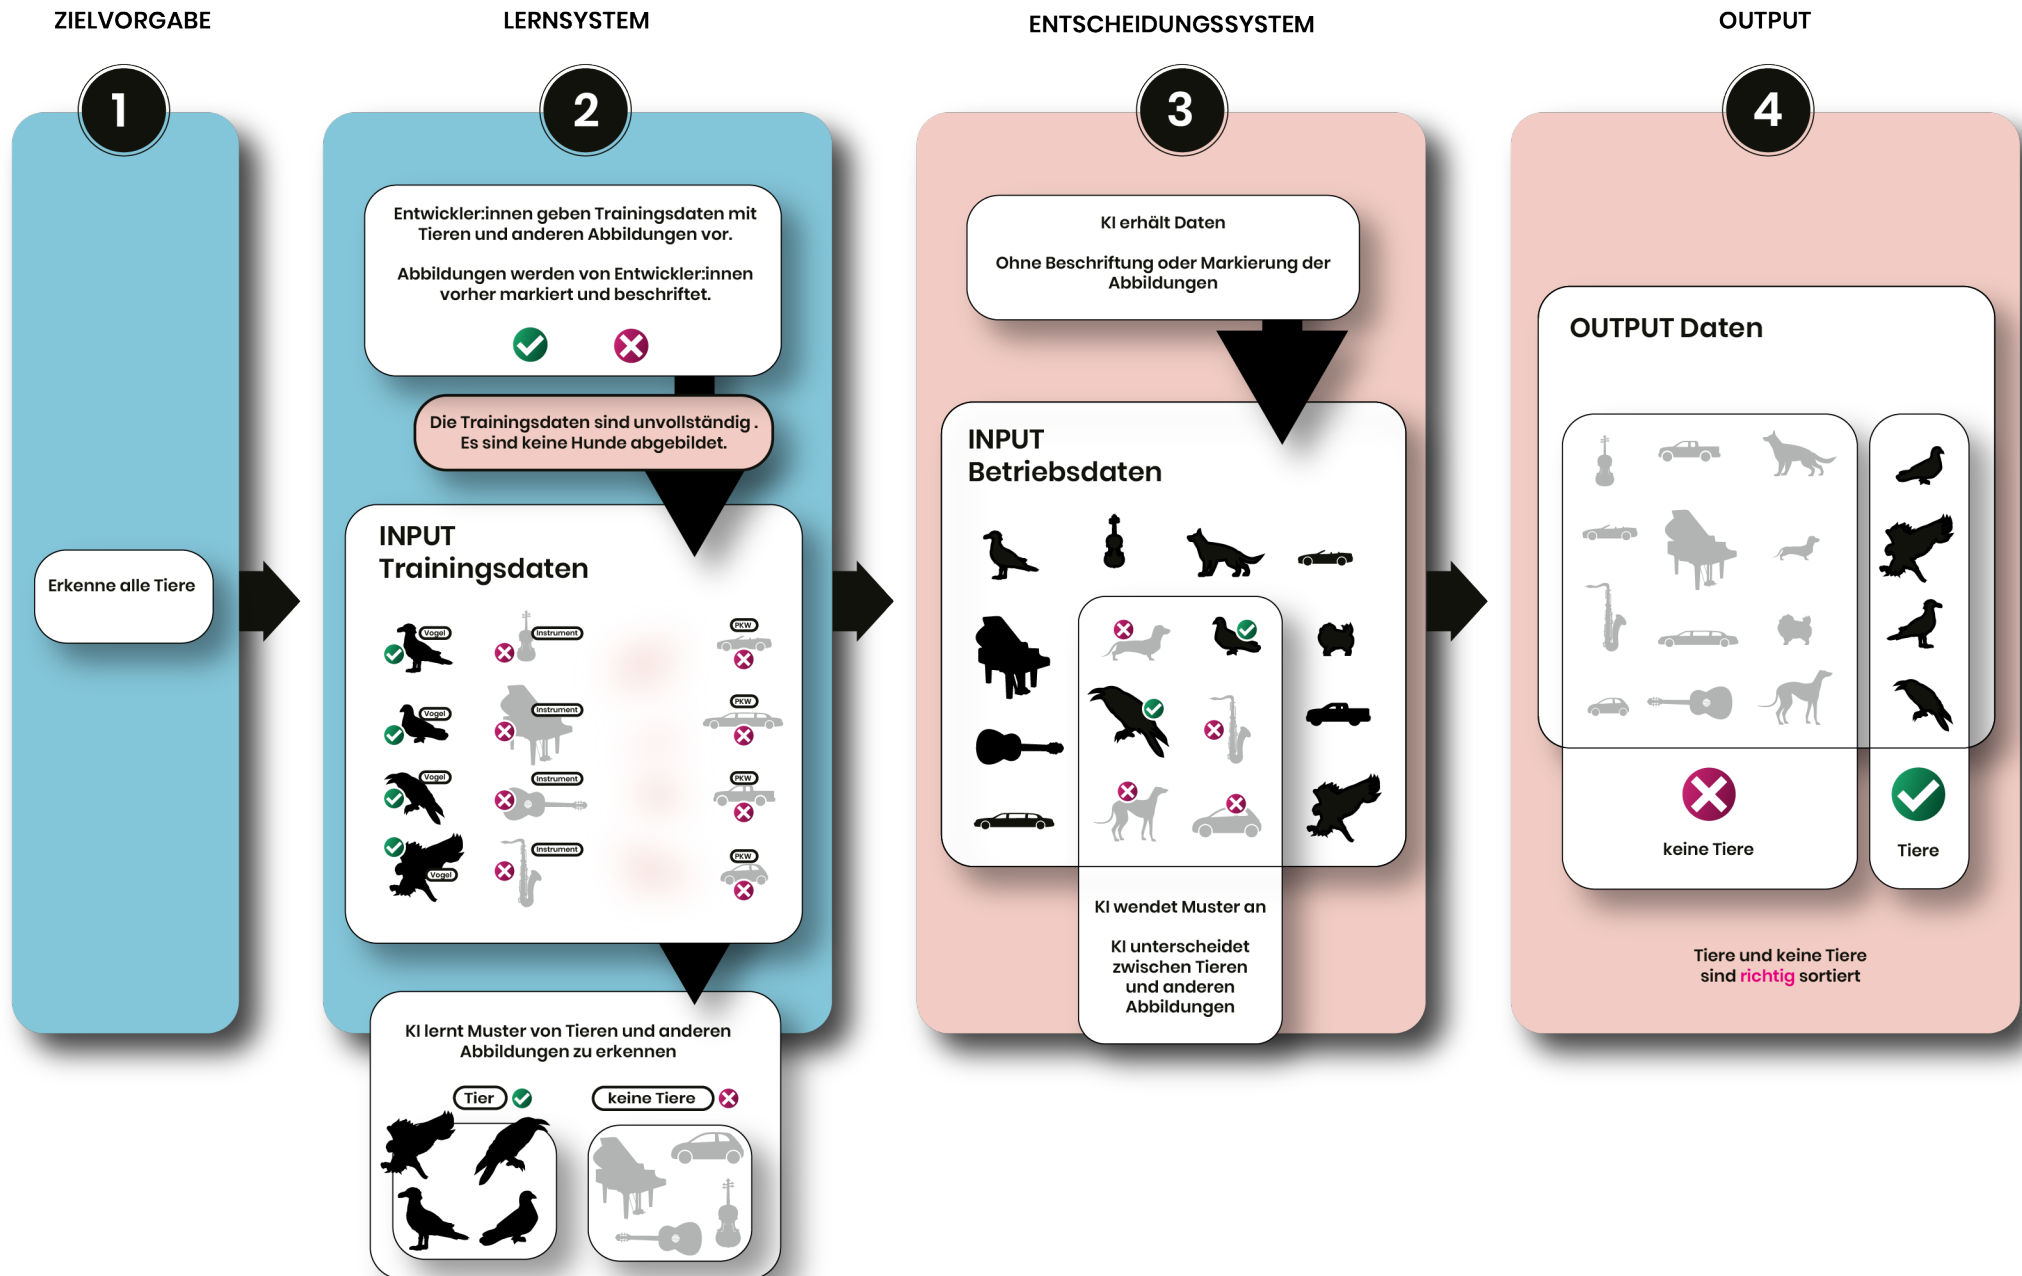 ZIELVORGABE
1
Erkenne alle Tiere
LERNSYSTEM
2
Entwickler:innen geben Trainingsdaten mit
Tieren und anderen Abbildungen vor.
Abbildungen werden von Entwickler:innen
vorher markiert und beschriftet.
Die Trainingsdaten sind unvollständig .
Es sind keine Hunde abgebildet.
INPUT
Trainingsdaten
Vogel
Instrument
PKW
Vogel
Instrument
PKW
Vogel
Instrument
PKW
Vogel
Instrument
PKW
KI lernt Muster von Tieren und anderen
Abbildungen zu erkennen
Tier
keine Tiere
ENTSCHEIDUNGSSYSTEM
3
KI erhält Daten
Ohne Beschriftung oder Markierung der
Abbildungen
INPUT
Betriebsdaten
KI wendet Muster an
KI unterscheidet
zwischen Tieren
und anderen
Abbildungen
OUTPUT
4
OUTPUT Daten
keine Tiere
Tiere
Tiere und keine Tiere
sind richtig sortiert